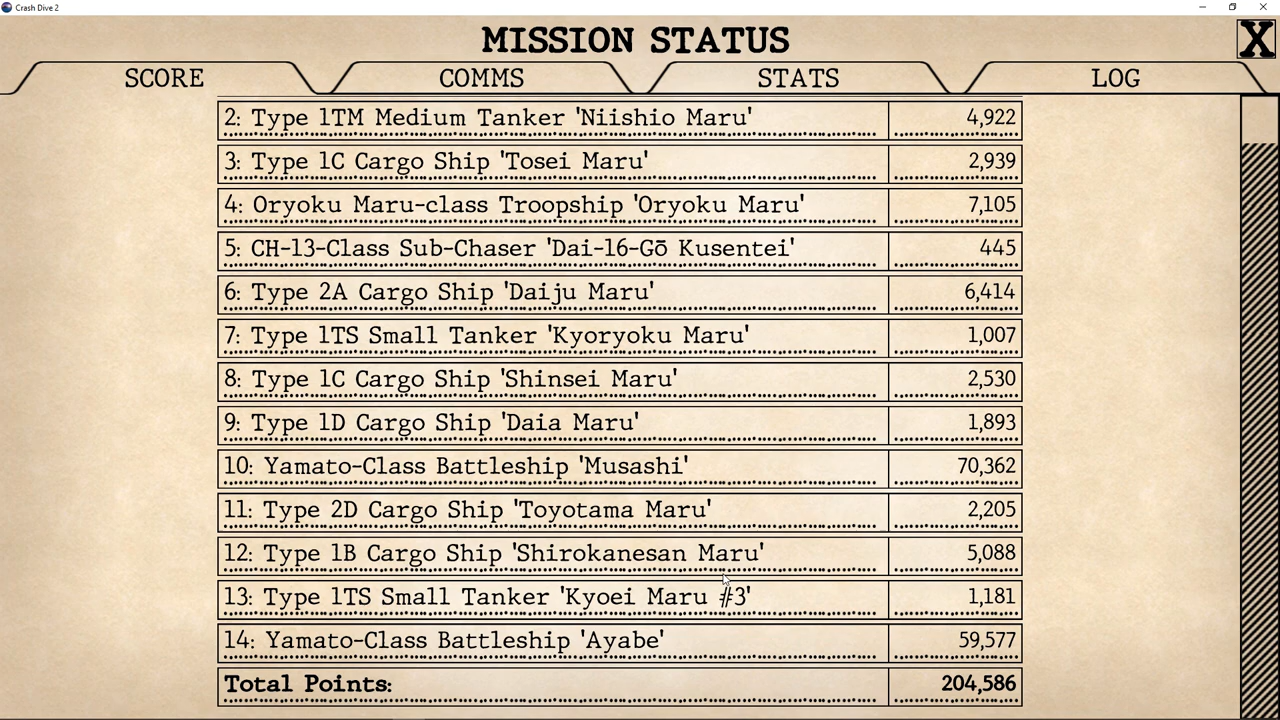 Crash Dive 2
MISSION STATUS
X
SCORE COMMS STATS LOG
2: Type 1TM Medium Tanker 'Niishio Maru' 4,922
3: Type 1C Cargo Ship 'Tosei Maru' 2,939
4: Oryoku Maru-class Troopship 'Oryoku Maru' 7,105
5: CH-13-Class Sub-Chaser 'Dai-16-Gō Kusentei' 445
6: Type 2A Cargo Ship 'Daiju Maru' 6,414
7: Type 1TS Small Tanker 'Kyoryoku Maru' 1,007
8: Type 1C Cargo Ship 'Shinsei Maru' 2,530
9: Type 1D Cargo Ship 'Daia Maru' 1,893
10: Yamato-Class Battleship 'Musashi' 70,362
11: Type 2D Cargo Ship 'Toyotama Maru' 2,205
12: Type 1B Cargo Ship 'Shirokanesan Maru' 5,088
13: Type 1TS Small Tanker 'Kyoei Maru #3' 1,181
14: Yamato-Class Battleship 'Ayabe' 59,577
Total Points: 204,586